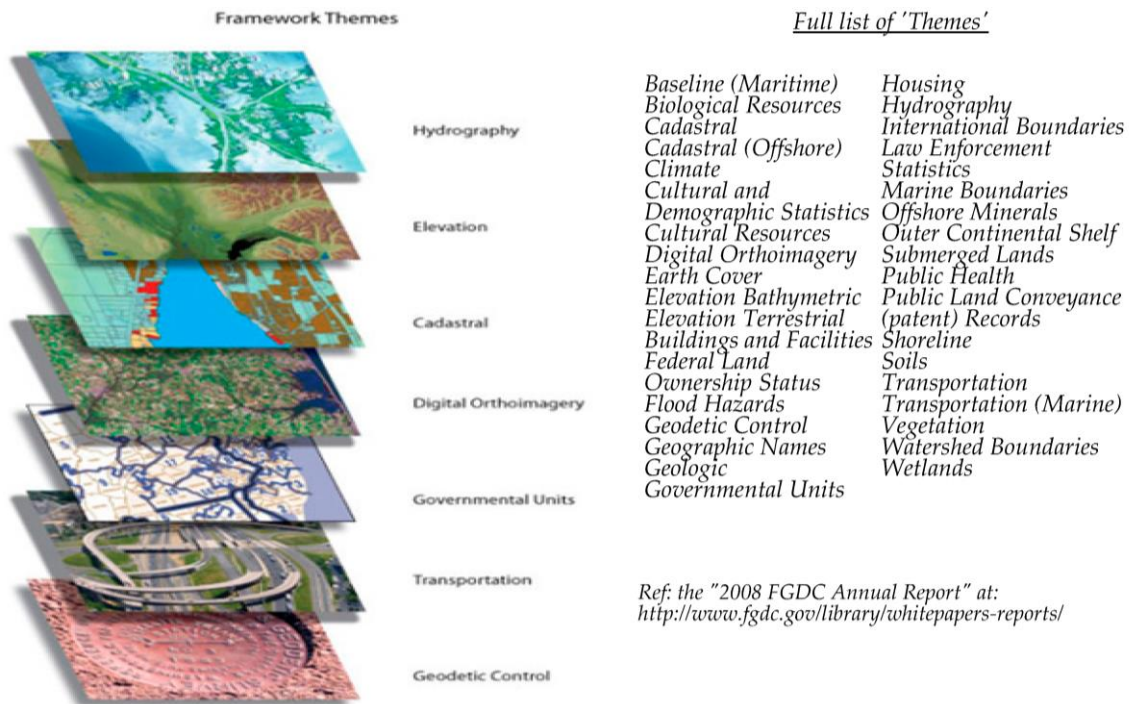 Framework Themes
Hydrography
Elevation
Cadastral
Digital Orthoimagery
Governmental Units
Transportation
Geodetic Control
Full list of 'Themes'
Baseline (Maritime)
Biological Resources
Cadastral
Cadastral (Offshore)
Climate
Cultural and
Demographic Statistics
Cultural Resources
Digital Orthoimagery
Earth Cover
Elevation Bathymetric
Elevation Terrestrial
Buildings and Facilities
Federal Land
Ownership Status
Flood Hazards
Geodetic Control
Geographic Names
Geologic
Governmental Units
Housing
Hydrography
International Boundaries
Law Enforcement
Statistics
Marine Boundaries
Offshore Minerals
Outer Continental Shelf
Submerged Lands
Public Health
Public Land Conveyance
(patent) Records
Shoreline
Soils
Transportation
Transportation (Marine)
Vegetation
Watershed Boundaries
Wetlands
Ref: the "2008 FGDC Annual Report" at:
http://www.fgdc.gov/library/whitepapers-reports/